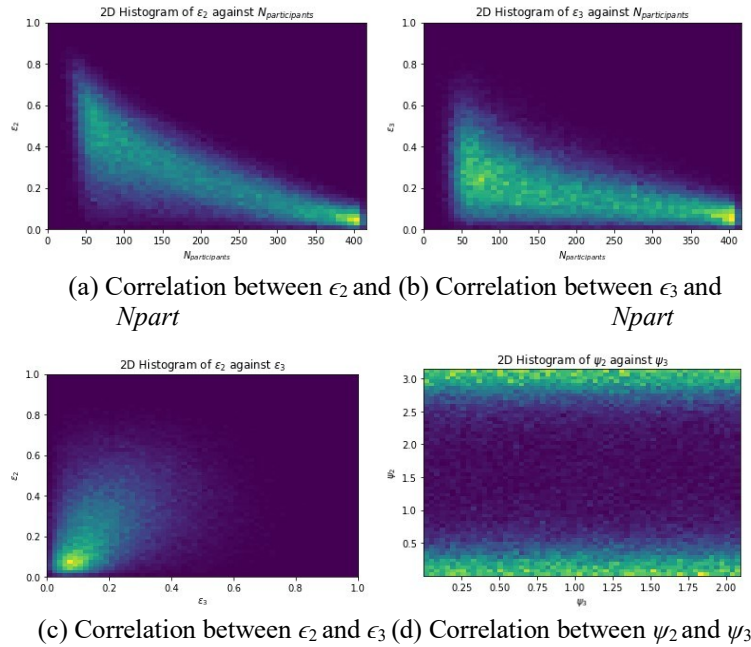 2D Histogram of ε₂ against N_participants
2D Histogram of ε₃ against N_participants
1.0
0.8
0.6
0.4
0.2
0.0
ε₂
0 50 100 150 200 250 300 350 400
N_participants
1.0
0.8
0.6
0.4
0.2
0.0
ε₃
0 50 100 150 200 250 300 350 400
N_participants
(a) Correlation between ϵ₂ and
Npart
(b) Correlation between ϵ₃ and
Npart
2D Histogram of ε₂ against ε₃
1.0
0.8
0.6
0.4
0.2
0.0
ε₂
0.0 0.2 0.4 0.6 0.8 1.0
ε₃
2D Histogram of ψ₂ against ψ₃
3.0
2.5
2.0
1.5
1.0
0.5
ψ₂
0.25 0.50 0.75 1.00 1.25 1.50 1.75 2.00
ψ₃
(c) Correlation between ϵ₂ and ϵ₃
(d) Correlation between ψ₂ and ψ₃